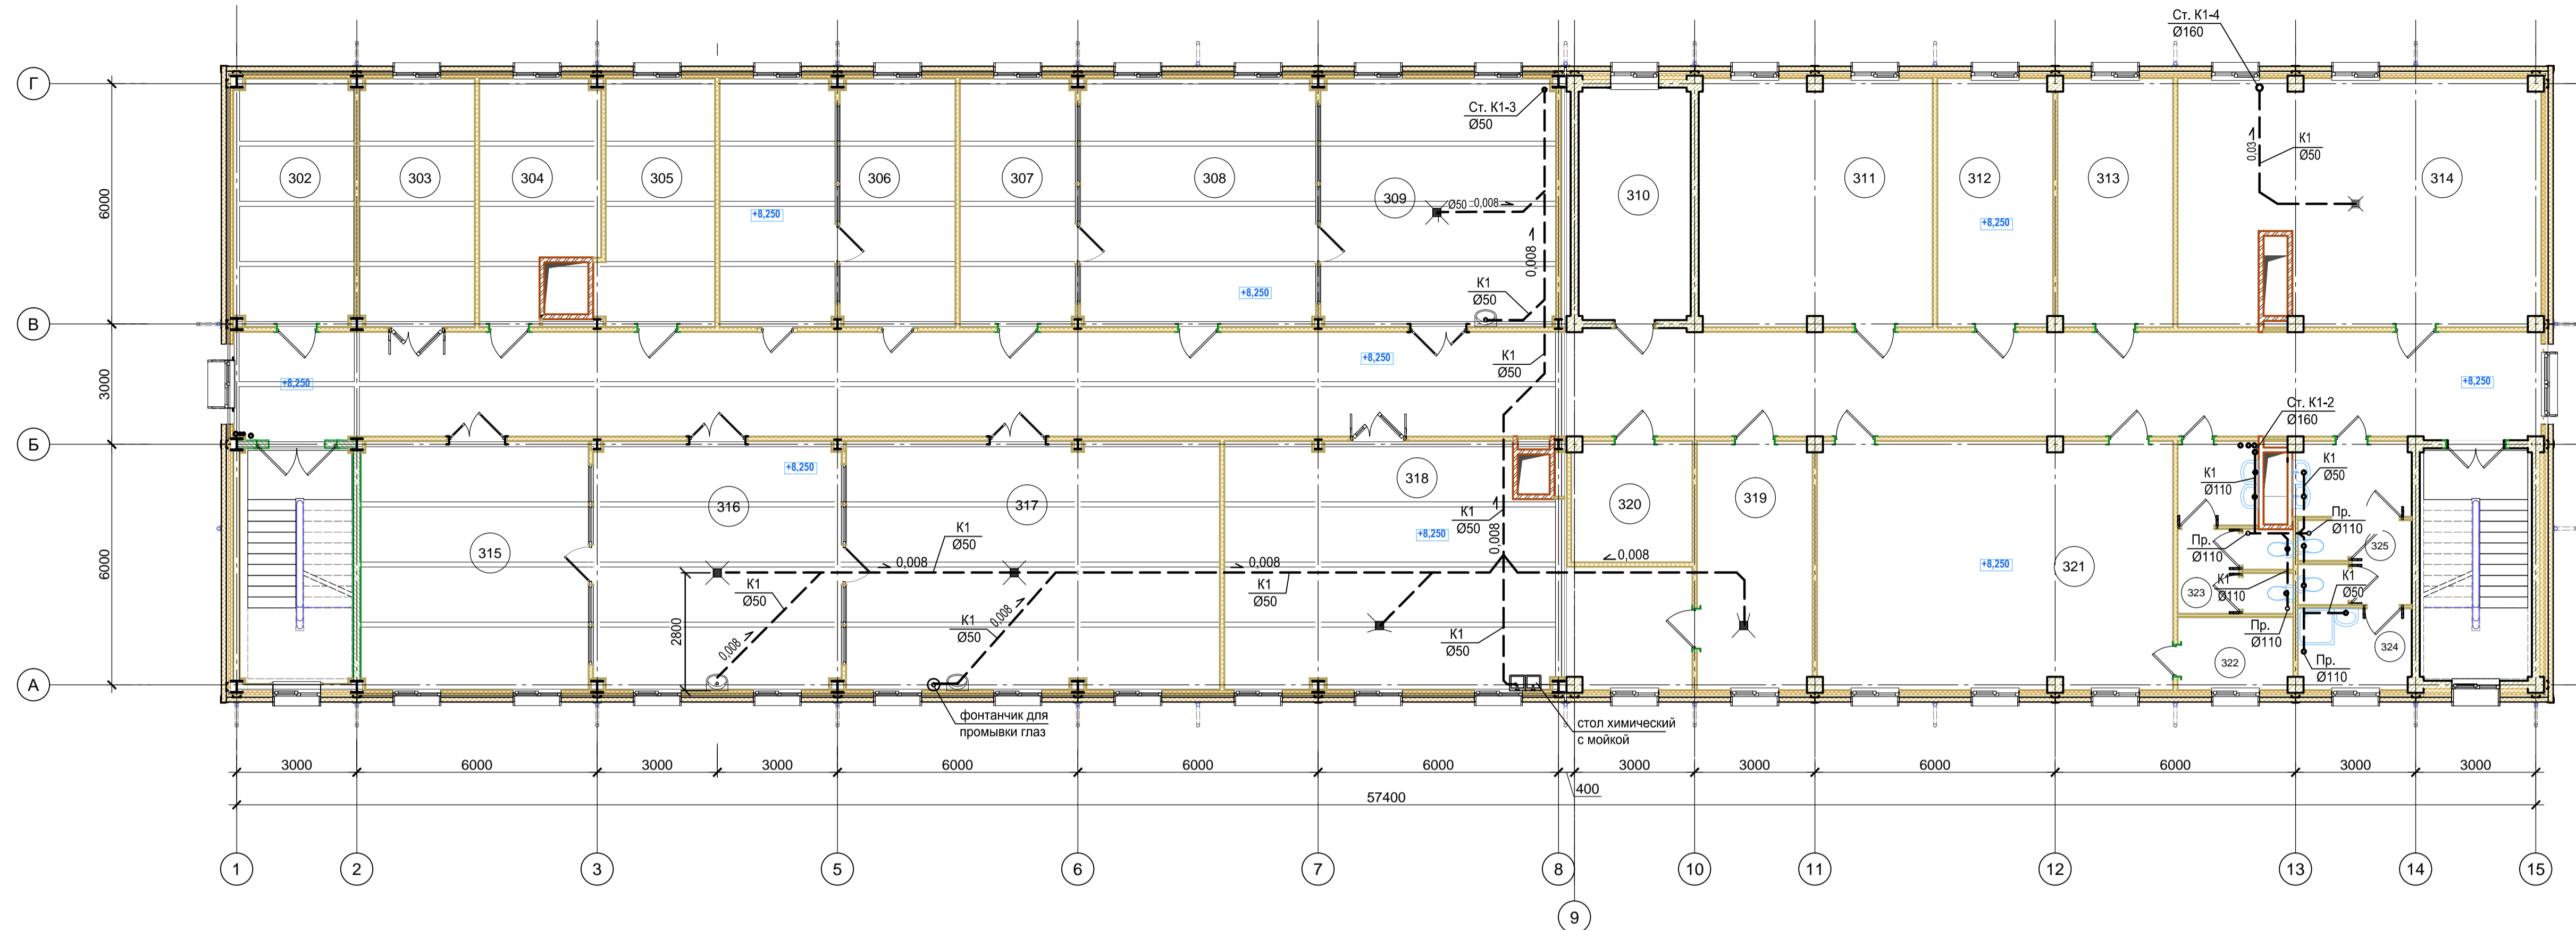 Ст. К1-4
Ø160
Г
Ст. К1-3
Ø50
К1
Ø50
0,03
302
303
304
305
306
307
308
309
310
311
312
313
314
6000
+8,250
+8,250
Ø50
0,008
0,008
К1
Ø50
+8,250
В
3000
+8,250
+8,250
К1
Ø50
+8,250
Ст. К1-2
Ø160
Б
+8,250
318
К1
Ø110
К1
Ø50
315
316
317
320
319
К1
Ø50
К1
Ø50
0,008
+8,250
Пр.
Ø110
Пр.
Ø110
325
6000
0,008
0,008
0,008
+8,250
321
К1
Ø50
К1
Ø50
К1
Ø110
К1
Ø50
323
2800
0,008
К1
Ø50
0,008
К1
Ø50
Пр.
Ø110
322
324
Пр.
Ø110
А
фонтанчик для
промывки глаз
стол химический
с мойкой
3000
6000
3000
3000
6000
6000
6000
3000
3000
6000
6000
3000
3000
400
57400
1
2
3
5
6
7
8
10
11
12
13
14
15
9